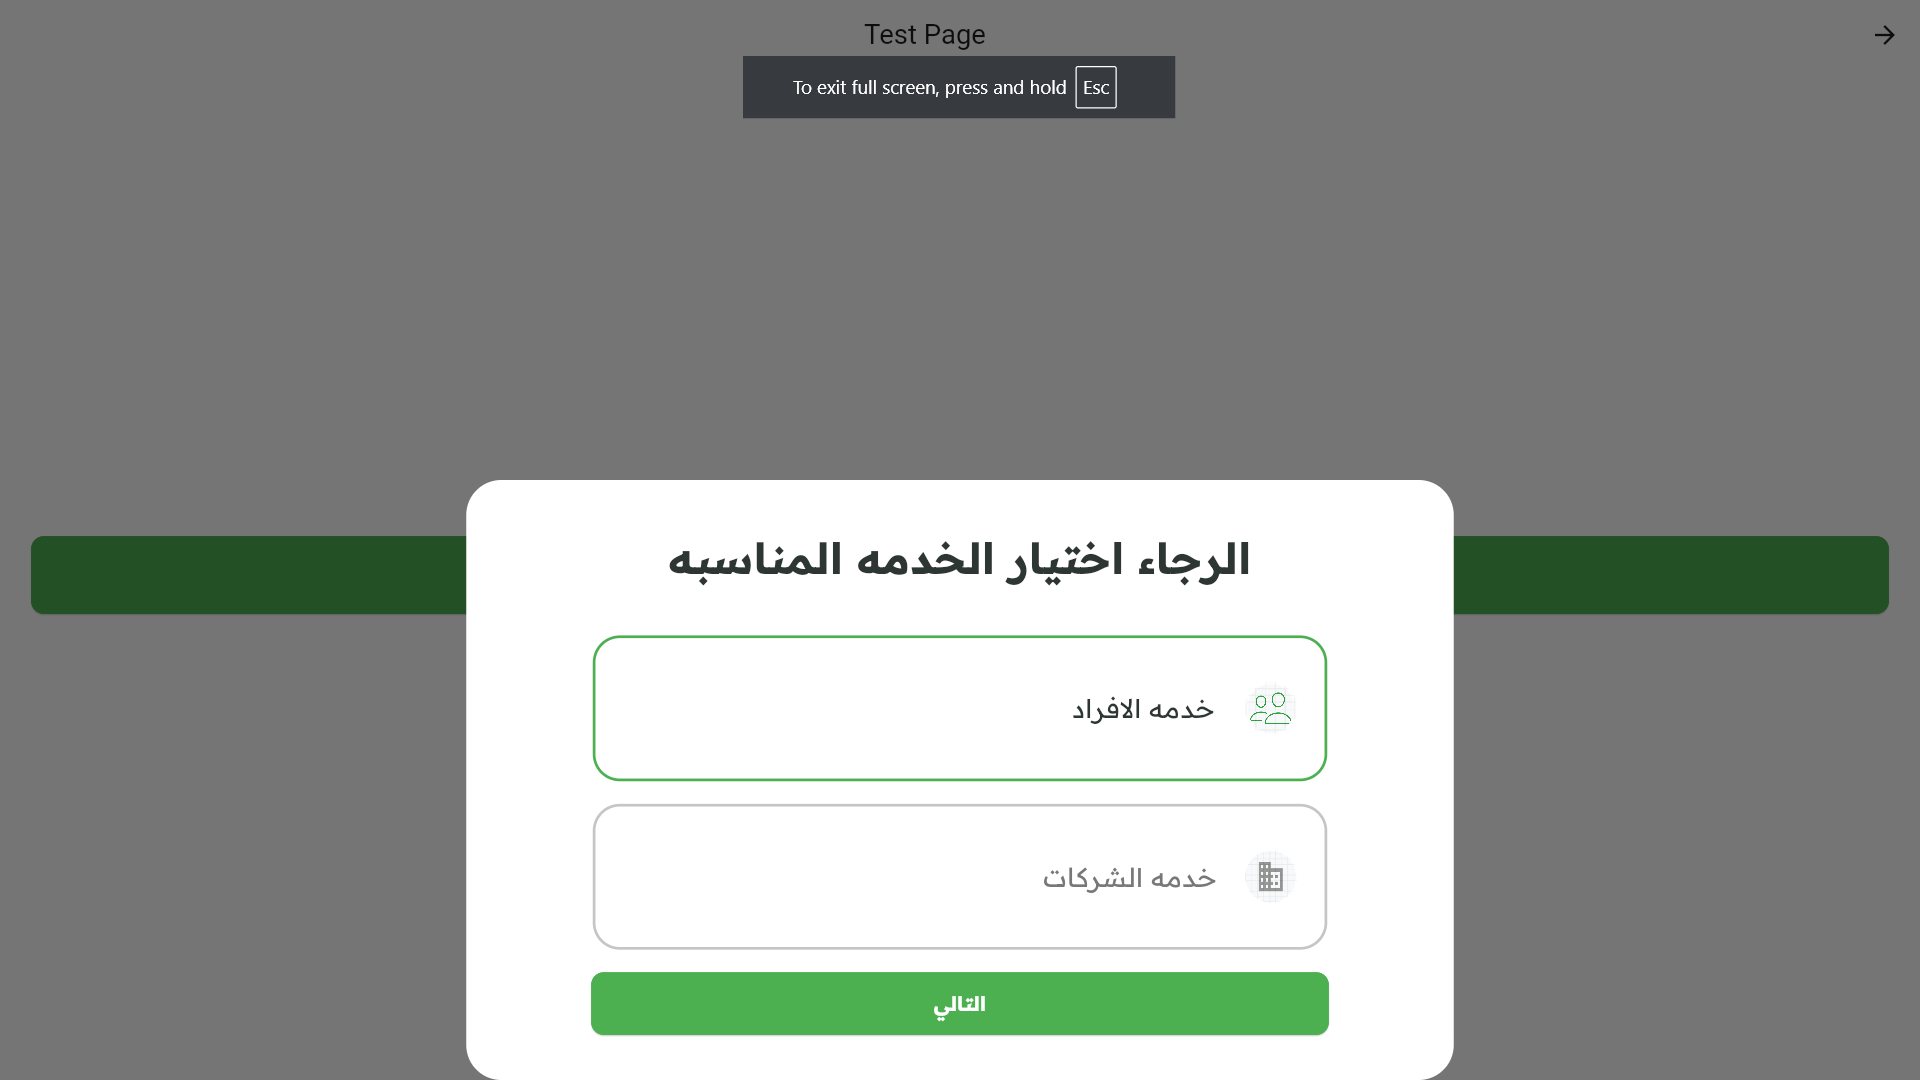 Test Page
To exit full screen, press and hold Esc
الرجاء اختيار الخدمه المناسبه
خدمه الافراد
خدمه الشركات
التالي